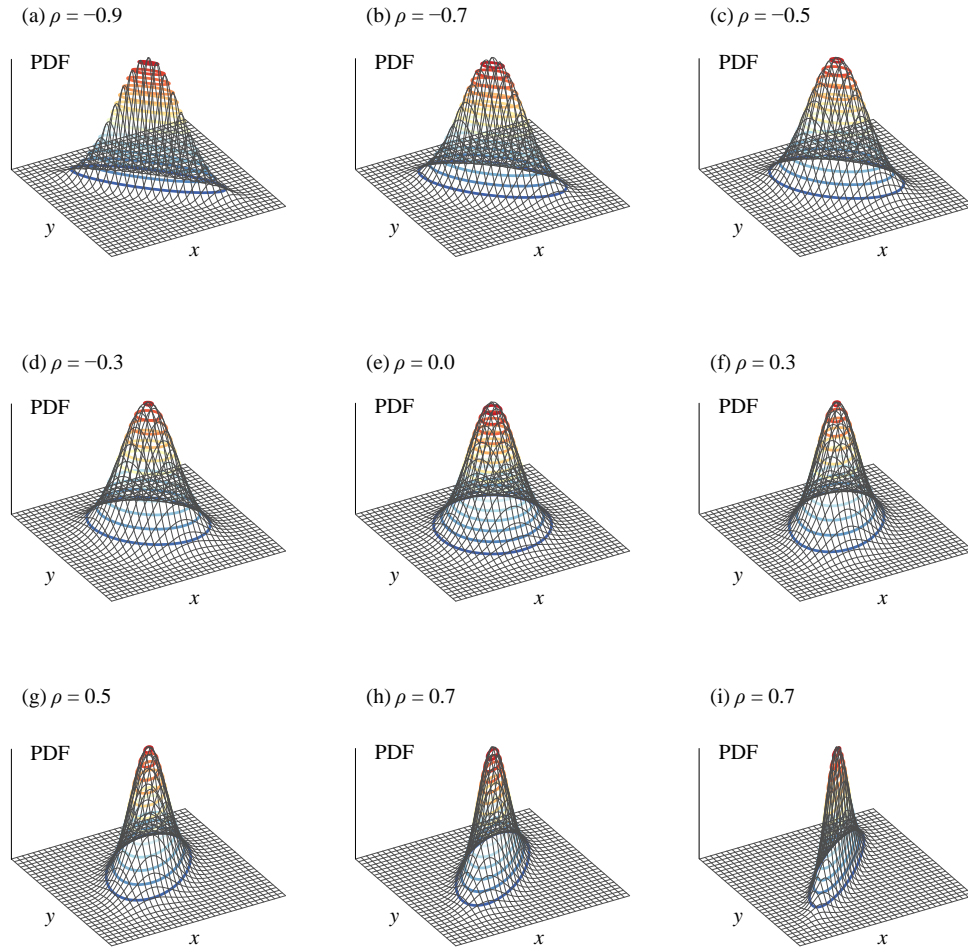 (a) ρ = −0.9 (b) ρ = −0.7 (c) ρ = −0.5
PDF PDF PDF
y x y x y x
(d) ρ = −0.3 (e) ρ = 0.0 (f) ρ = 0.3
PDF PDF PDF
y x y x y x
(g) ρ = 0.5 (h) ρ = 0.7 (i) ρ = 0.7
PDF PDF PDF
y x y x y x